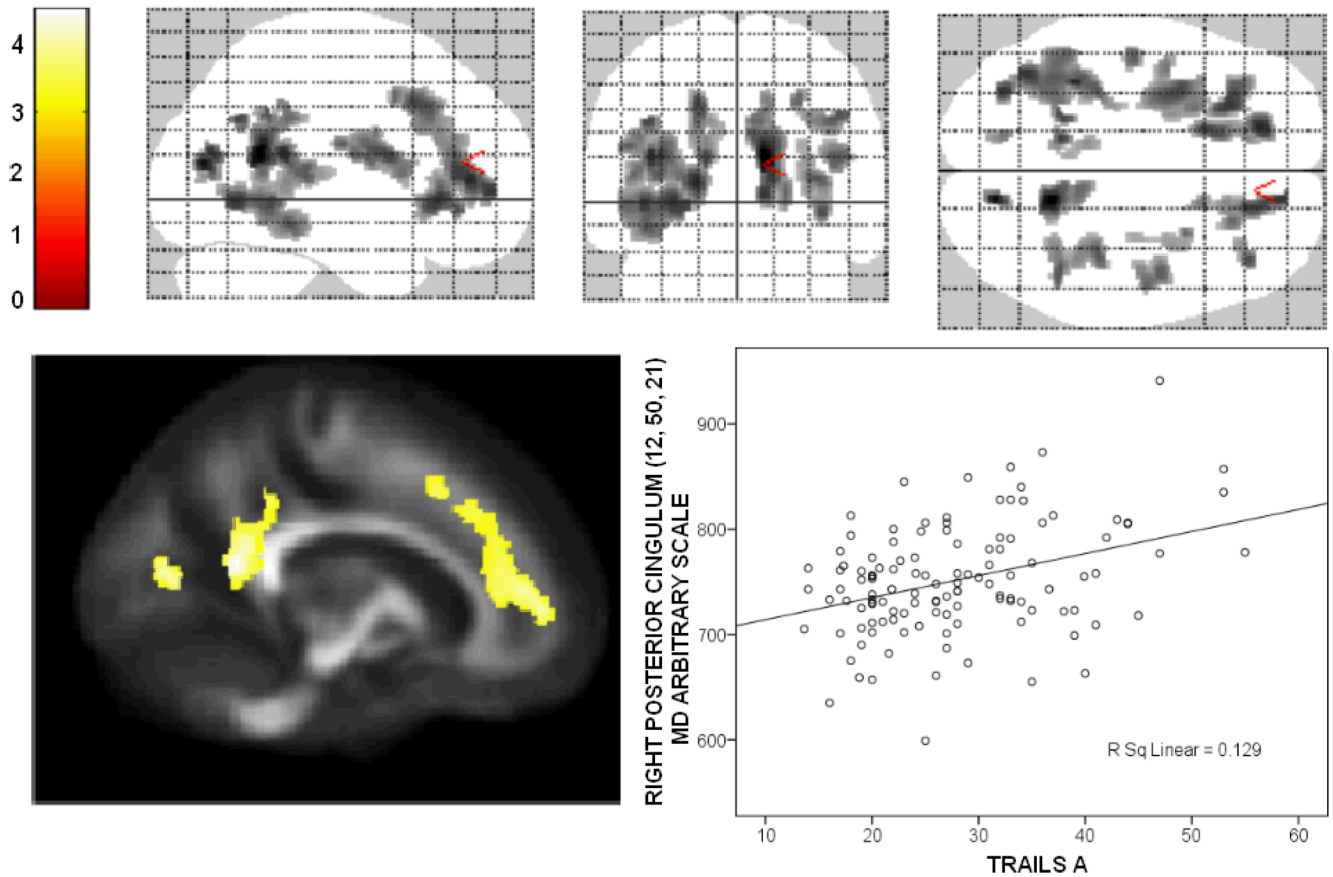 4
3
2
1
0
RIGHT POSTERIOR CINGULUM (12, 50, 21)
MD ARBITRARY SCALE
900
800
700
600
R Sq Linear = 0.129
10 20 30 40 50 60
TRAILS A